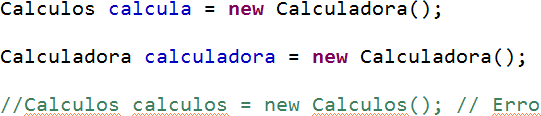 Calculos calcula = new Calculadora();
Calculadora calculadora = new Calculadora();
//Calculos calculos = new Calculos(); // Erro